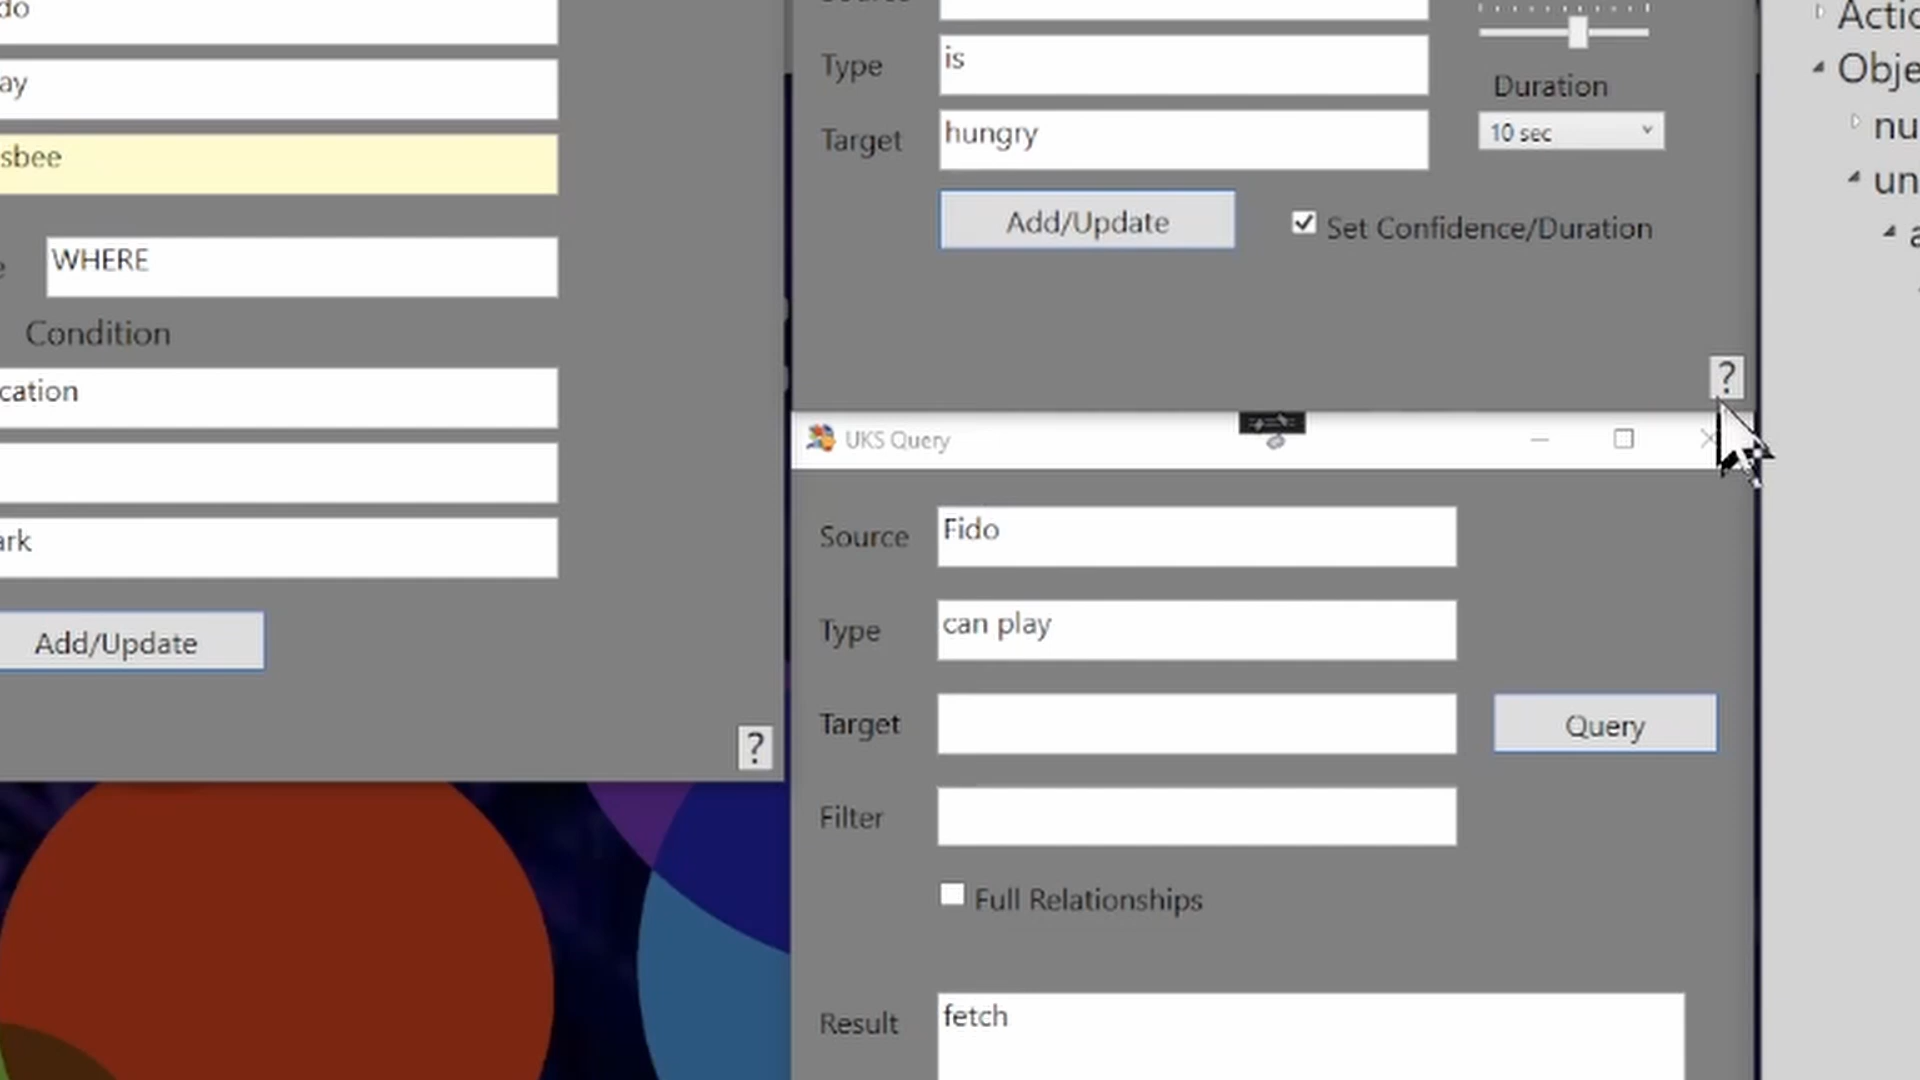 do
ay
sbee
WHERE
Condition
cation
ark
Add/Update
?
Type is
Target hungry
Duration
10 sec
Add/Update
Set Confidence/Duration
?
UKS Query
Source Fido
Type can play
Target
Query
Filter
Full Relationships
Result fetch
Actic
Obje
nu
un